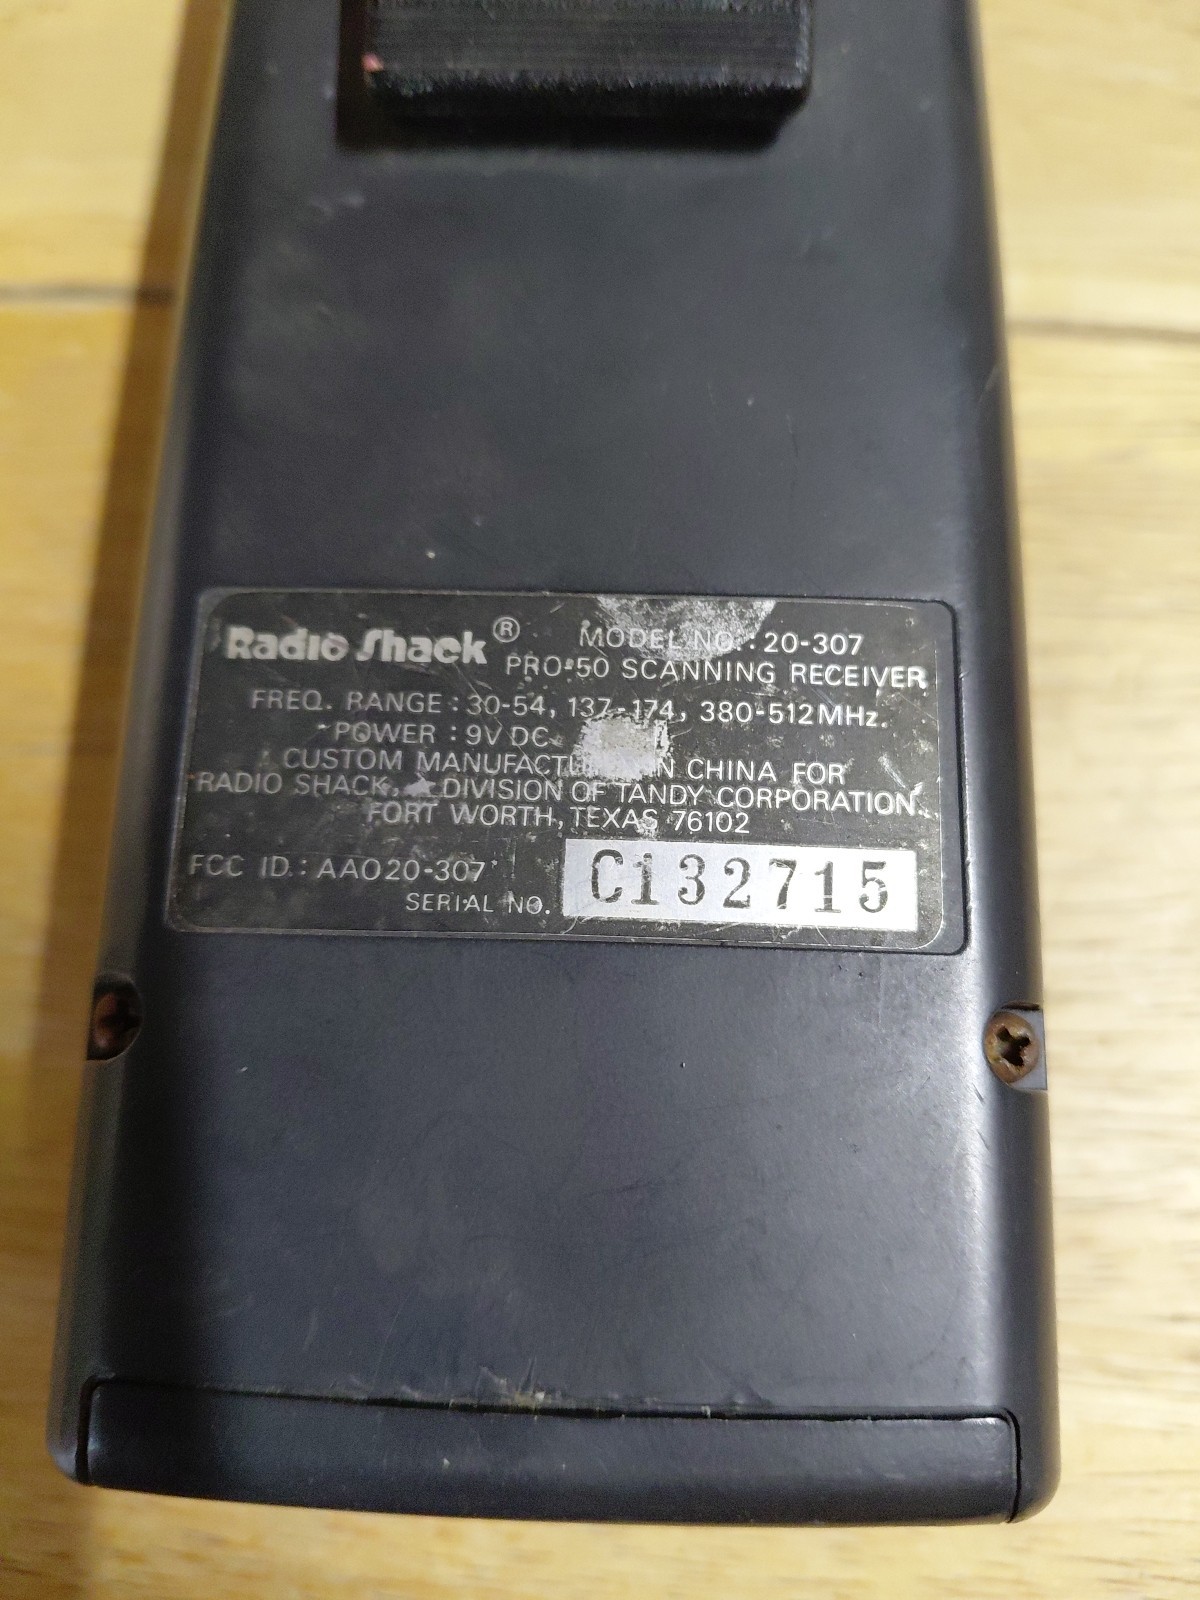 Radio Shack® MODEL NO.: 20-307
PRO-50 SCANNING RECEIVER
FREQ. RANGE: 30-54, 137-174, 380-512MHz.
POWER: 9V DC
CUSTOM MANUFACTU IN CHINA FOR
RADIO SHACK, A DIVISION OF TANDY CORPORATION
FORT WORTH, TEXAS 76102
FCC ID: AAO20-307
SERIAL NO. C132715